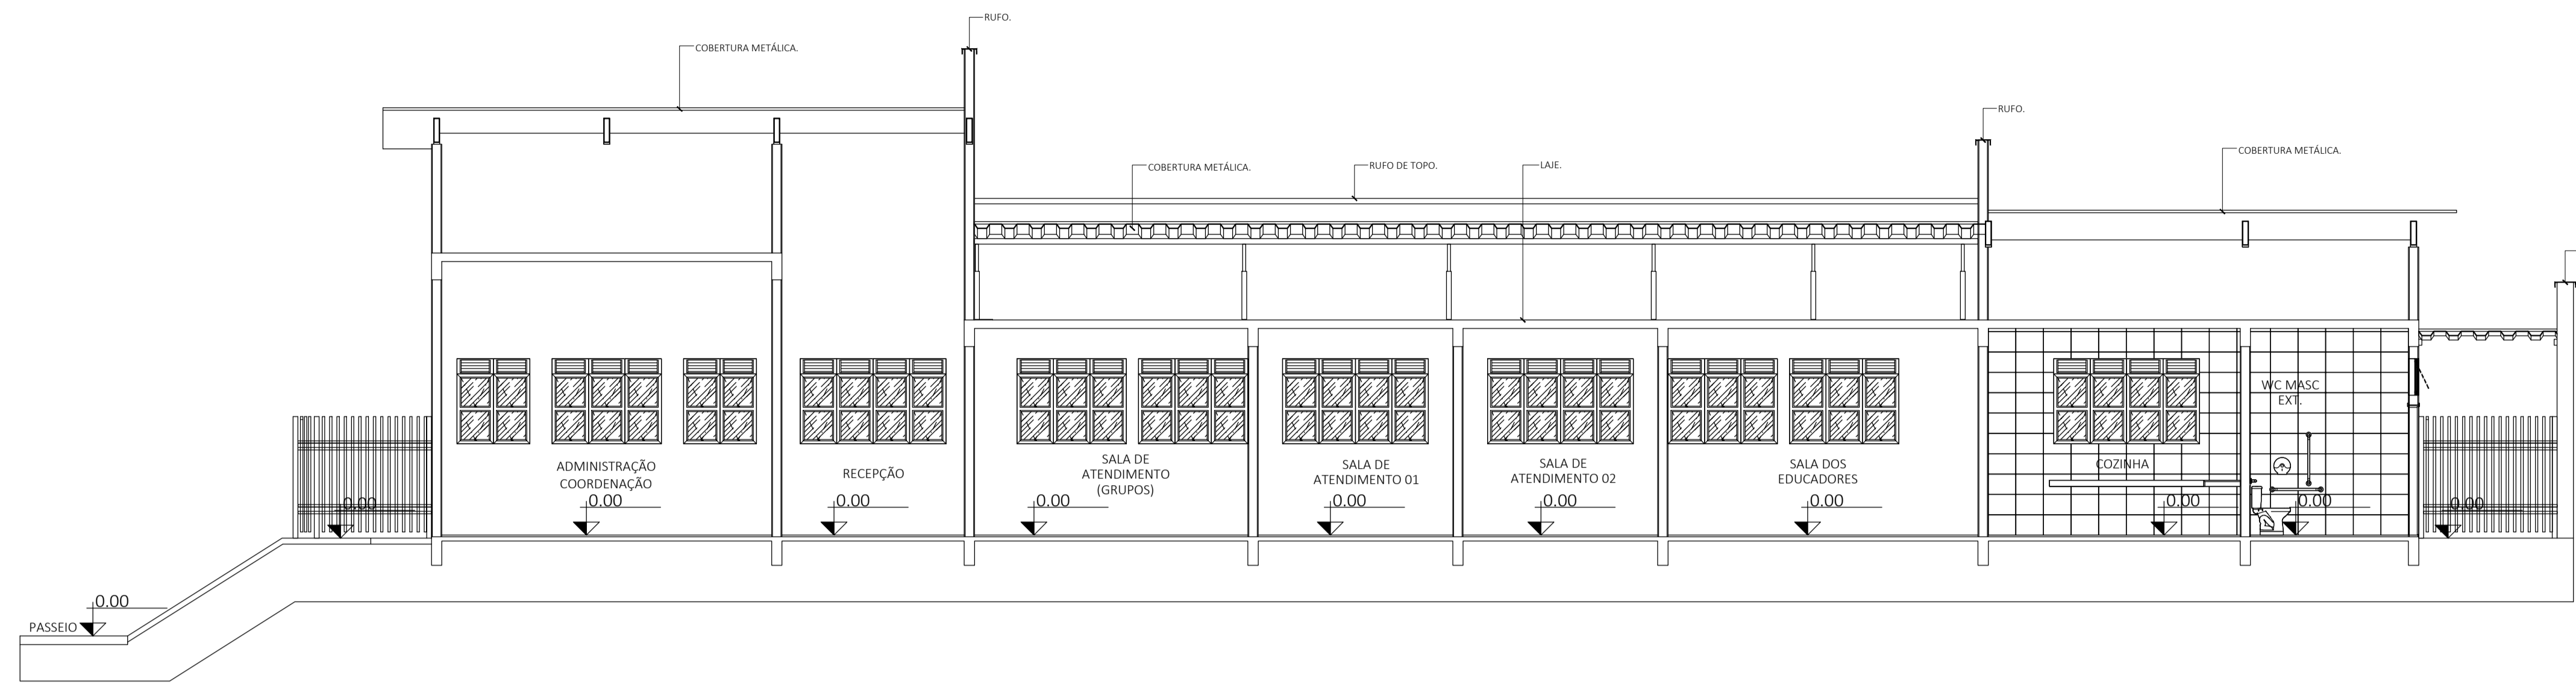 RUFO.
COBERTURA METÁLICA.
RUFO.
COBERTURA METÁLICA.
RUFO DE TOPO.
LAJE.
COBERTURA METÁLICA.
ADMINISTRAÇÃO
COORDENAÇÃO
0.00
RECEPÇÃO
0.00
SALA DE
ATENDIMENTO
(GRUPOS)
0.00
SALA DE
ATENDIMENTO 01
0.00
SALA DE
ATENDIMENTO 02
0.00
SALA DOS
EDUCADORES
0.00
COZINHA
0.00
WC MASC
EXT.
0.00
0.00
0.00
0.00
PASSEIO